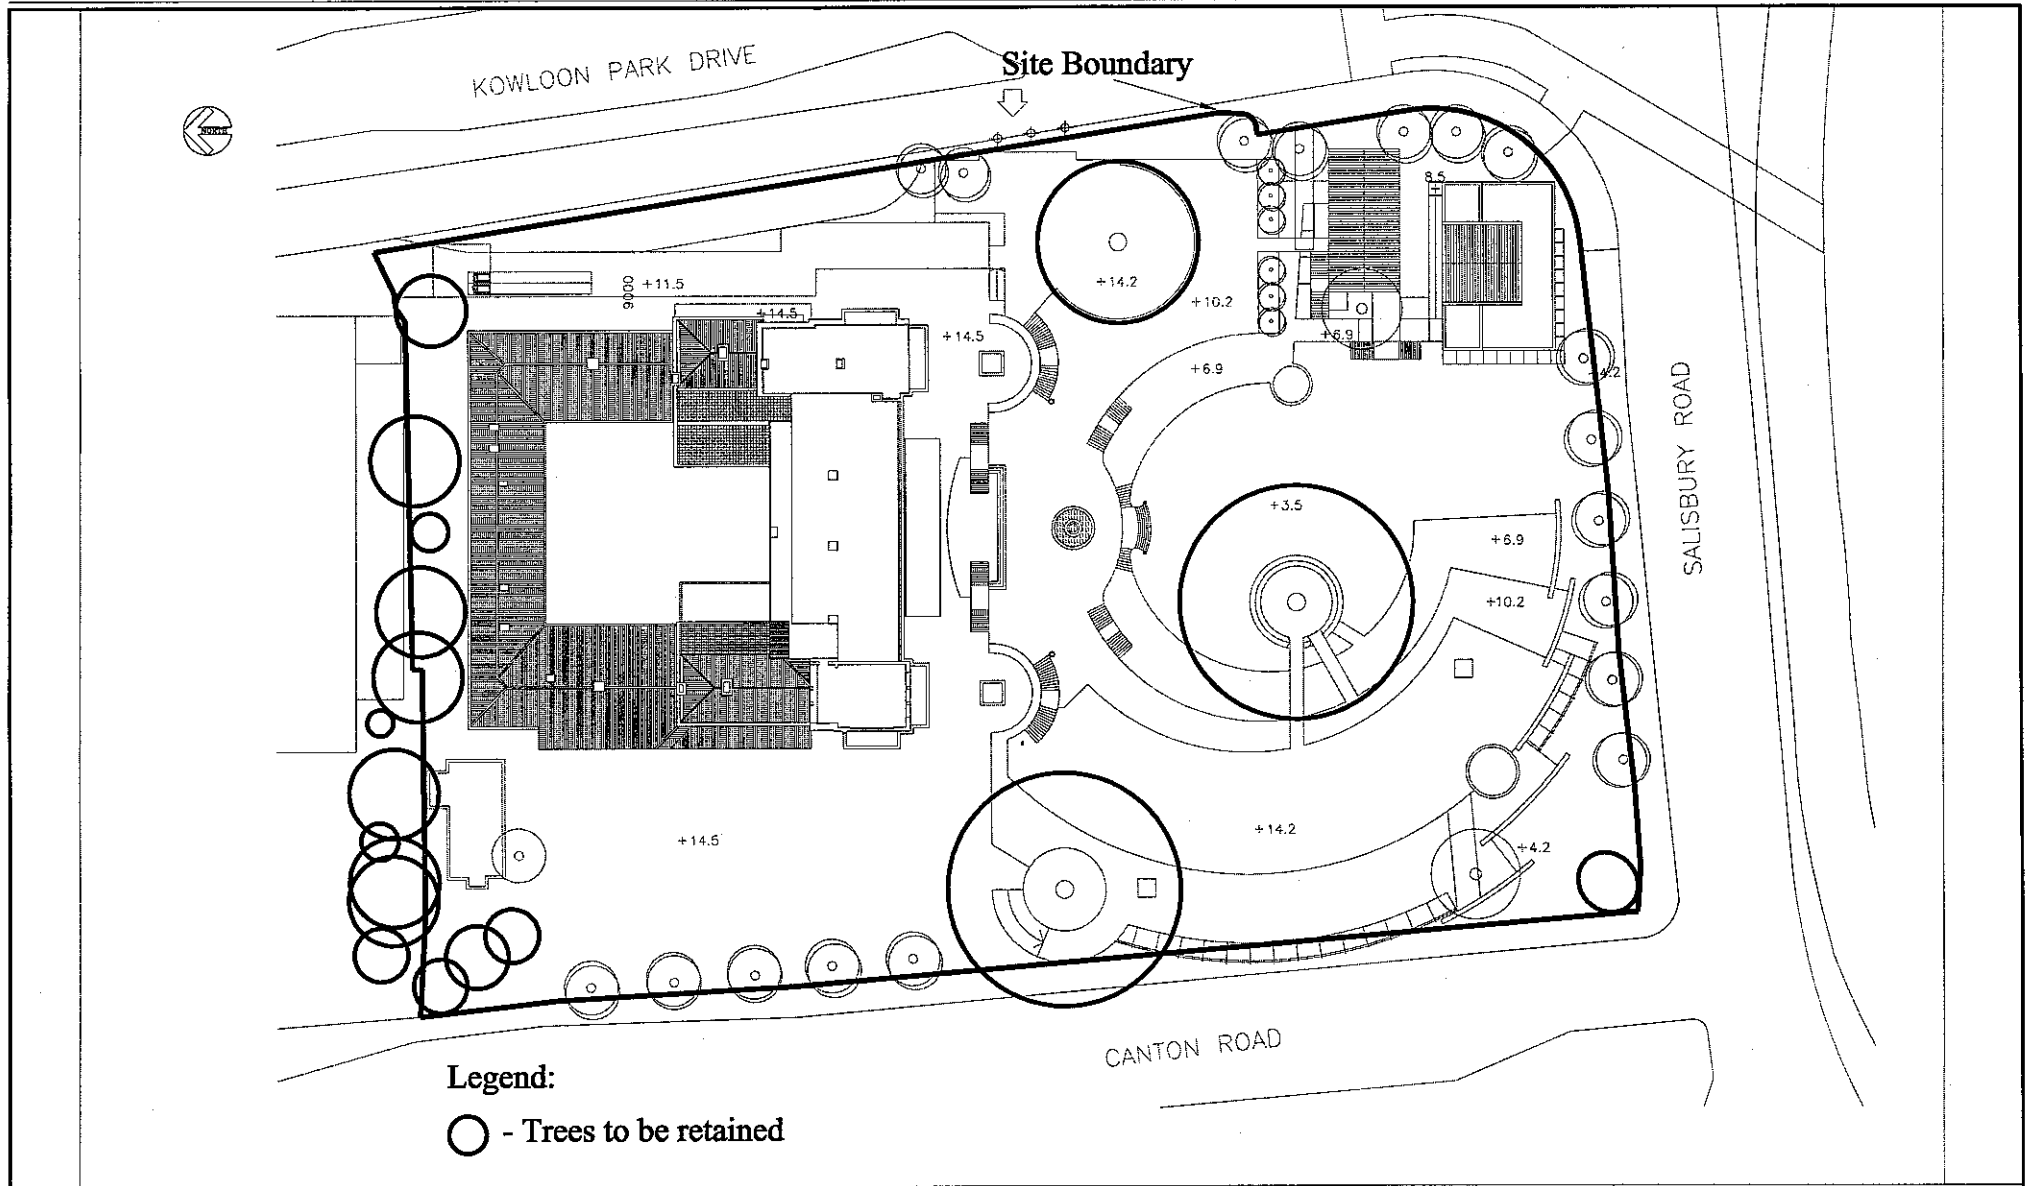 KOWLOON PARK DRIVE
Site Boundary
NORTH
8.5
+11.5
0006
+14.2
+10.2
+14.5
+14.5
+6.9
+6.9
4.2
SALISBURY ROAD
+3.5
+6.9
+10.2
+14.5
+14.2
+4.2
CANTON ROAD
Legend:
- Trees to be retained